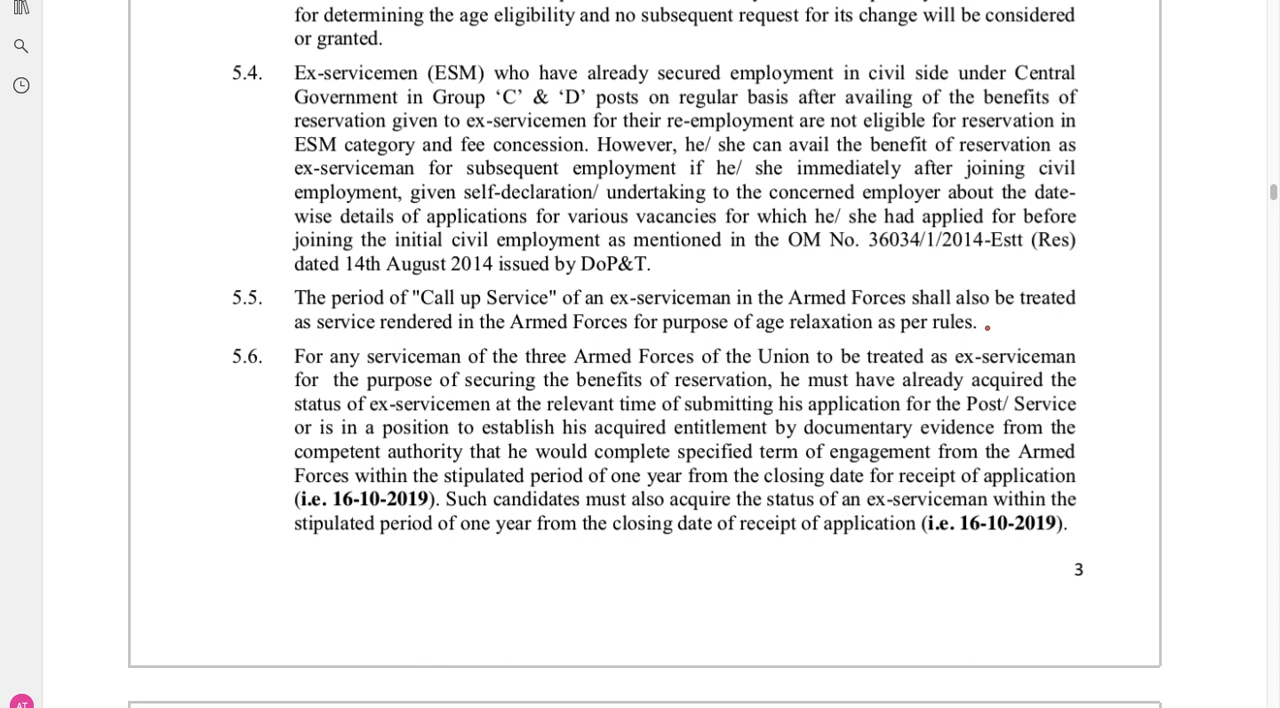 for determining the age eligibility and no subsequent request for its change will be considered
or granted.
5.4. Ex-servicemen (ESM) who have already secured employment in civil side under Central
Government in Group ‘C’ & ‘D’ posts on regular basis after availing of the benefits of
reservation given to ex-servicemen for their re-employment are not eligible for reservation in
ESM category and fee concession. However, he/ she can avail the benefit of reservation as
ex-serviceman for subsequent employment if he/ she immediately after joining civil
employment, given self-declaration/ undertaking to the concerned employer about the date-
wise details of applications for various vacancies for which he/ she had applied for before
joining the initial civil employment as mentioned in the OM No. 36034/1/2014-Estt (Res)
dated 14th August 2014 issued by DoP&T.
5.5. The period of "Call up Service" of an ex-serviceman in the Armed Forces shall also be treated
as service rendered in the Armed Forces for purpose of age relaxation as per rules.
5.6. For any serviceman of the three Armed Forces of the Union to be treated as ex-serviceman
for the purpose of securing the benefits of reservation, he must have already acquired the
status of ex-servicemen at the relevant time of submitting his application for the Post/ Service
or is in a position to establish his acquired entitlement by documentary evidence from the
competent authority that he would complete specified term of engagement from the Armed
Forces within the stipulated period of one year from the closing date for receipt of application
(i.e. 16-10-2019). Such candidates must also acquire the status of an ex-serviceman within the
stipulated period of one year from the closing date of receipt of application (i.e. 16-10-2019).
3